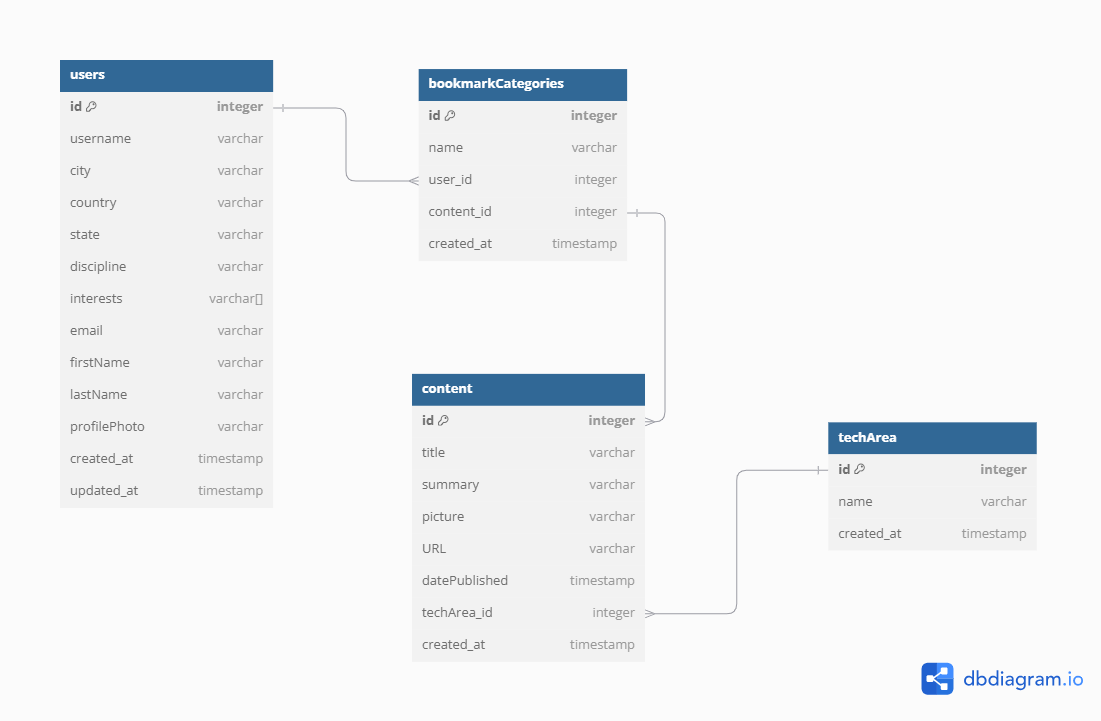 users
id integer
username varchar
city varchar
country varchar
state varchar
discipline varchar
interests varchar[]
email varchar
firstName varchar
lastName varchar
profilePhoto varchar
created_at timestamp
updated_at timestamp
bookmarkCategories
id integer
name varchar
user_id integer
content_id integer
created_at timestamp
content
id integer
title varchar
summary varchar
picture varchar
URL varchar
datePublished timestamp
techArea_id integer
created_at timestamp
techArea
id integer
name varchar
created_at timestamp
dbdiagram.io